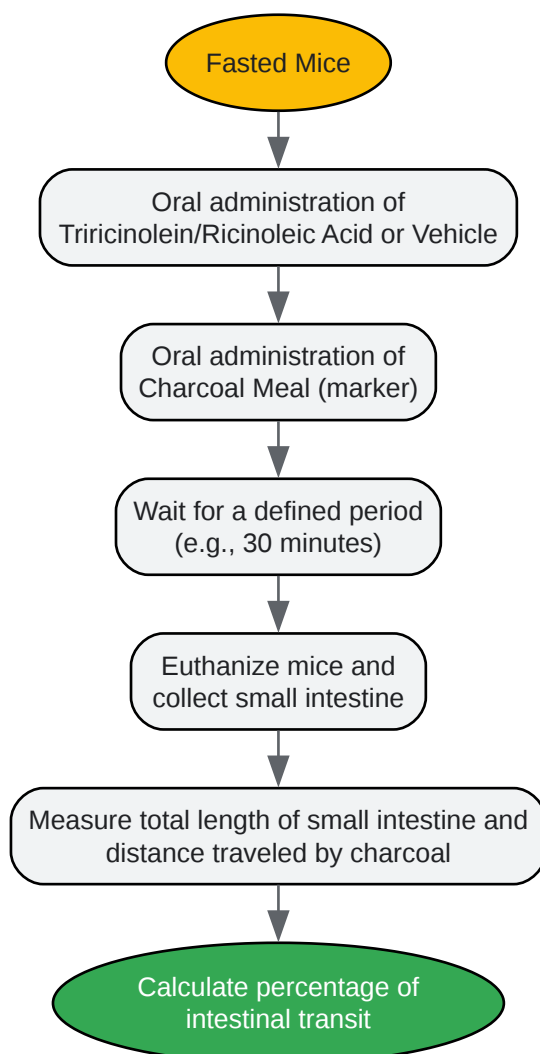 Fasted Mice
Oral administration of
Triricinolein/Ricinoleic Acid or Vehicle
Oral administration of
Charcoal Meal (marker)
Wait for a defined period
(e.g., 30 minutes)
Euthanize mice and
collect small intestine
Measure total length of small intestine and
distance traveled by charcoal
Calculate percentage of
intestinal transit